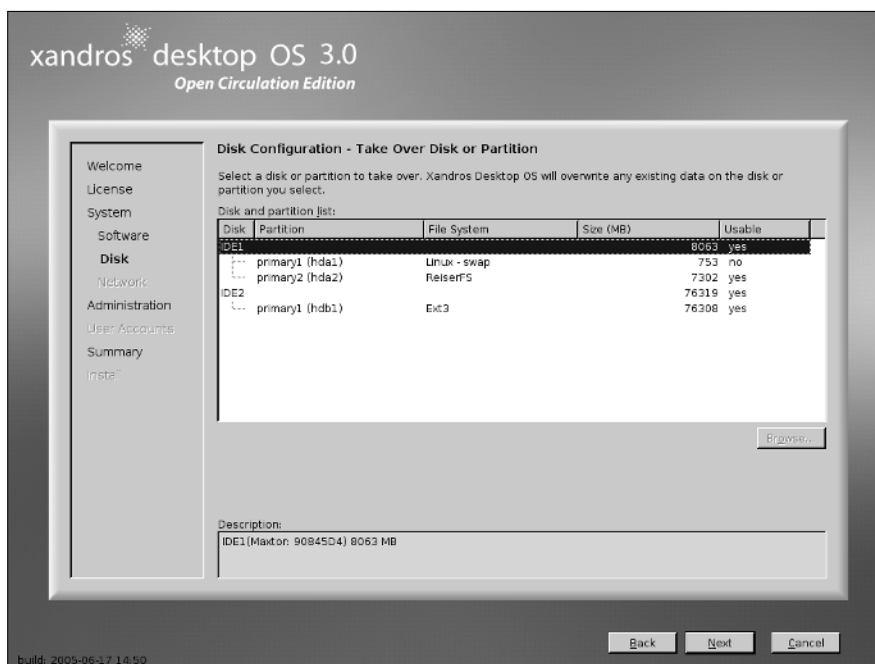 xandros desktop OS 3.0
Open Circulation Edition
Welcome
License
System
Software
Disk
Network
Administration
User Accounts
Summary
Install
Disk Configuration - Take Over Disk or Partition
Select a disk or partition to take over. Xandros Desktop OS will overwrite any existing data on the disk or
partition you select.
Disk and partition list:
Disk Partition File System Size (MB) Usable
IDE1 8063 yes
primary1 (hda1) Linux - swap 753 no
primary2 (hda2) ReiserFS 7302 yes
IDE2 76319 yes
primary1 (hdb1) Ext3 76308 yes
Browse...
Description:
IDE1(Maxtor: 90845D4) 8063 MB
Back Next Cancel
build: 2005-06-17 14:50